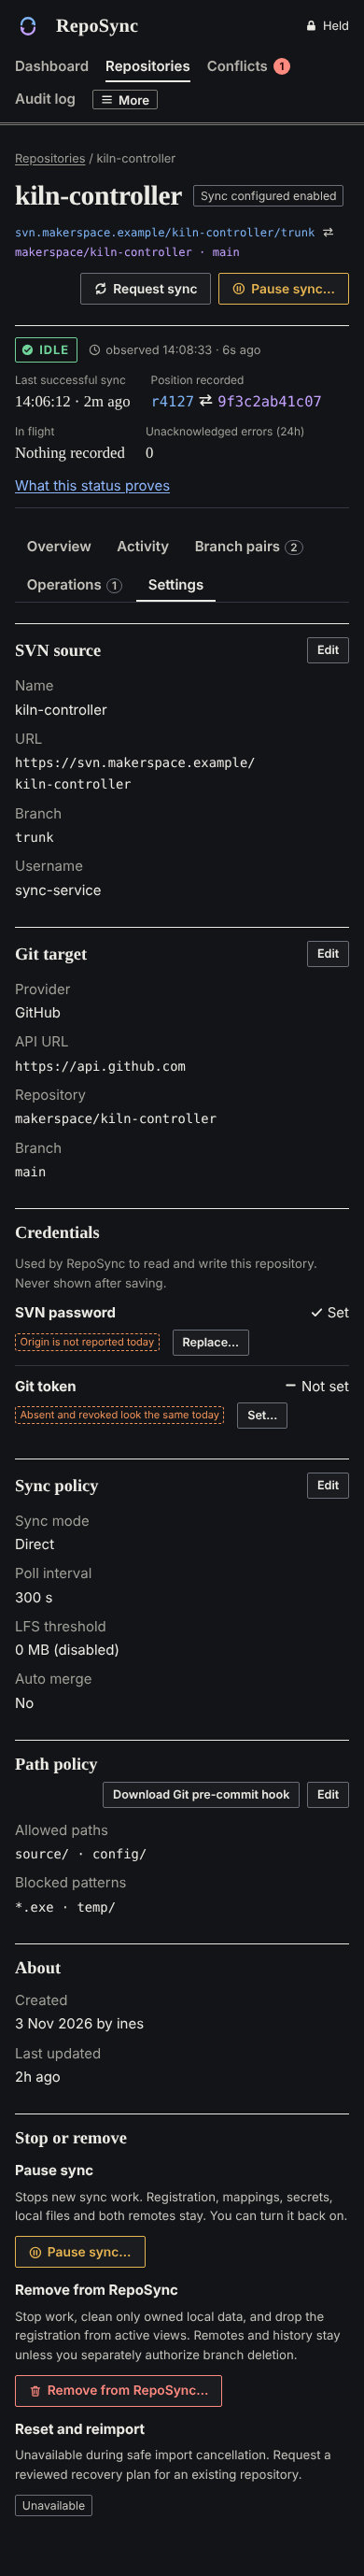 RepoSync
Held
Dashboard
Repositories
Conflicts 1
Audit log
More
Repositories / kiln-controller
kiln-controller
Sync configured enabled
svn.makerspace.example/kiln-controller/trunk ⇄
makerspace/kiln-controller · main
Request sync
Pause sync...
IDLE
observed 14:08:33 · 6s ago
Last successful sync
14:06:12 · 2m ago
Position recorded
r4127 ⇄ 9f3c2ab41c07
In flight
Nothing recorded
Unacknowledged errors (24h)
0
What this status proves
Overview
Activity
Branch pairs 2
Operations 1
Settings
SVN source
Edit
Name
kiln-controller
URL
https://svn.makerspace.example/
kiln-controller
Branch
trunk
Username
sync-service
Git target
Edit
Provider
GitHub
API URL
https://api.github.com
Repository
makerspace/kiln-controller
Branch
main
Credentials
Used by RepoSync to read and write this repository.
Never shown after saving.
SVN password
Set
Origin is not reported today
Replace...
Git token
Not set
Absent and revoked look the same today
Set...
Sync policy
Edit
Sync mode
Direct
Poll interval
300 s
LFS threshold
0 MB (disabled)
Auto merge
No
Path policy
Download Git pre-commit hook
Edit
Allowed paths
source/ · config/
Blocked patterns
*.exe · temp/
About
Created
3 Nov 2026 by ines
Last updated
2h ago
Stop or remove
Pause sync
Stops new sync work. Registration, mappings, secrets,
local files and both remotes stay. You can turn it back on.
Pause sync...
Remove from RepoSync
Stop work, clean only owned local data, and drop the
registration from active views. Remotes and history stay
unless you separately authorize branch deletion.
Remove from RepoSync...
Reset and reimport
Unavailable during safe import cancellation. Request a
reviewed recovery plan for an existing repository.
Unavailable